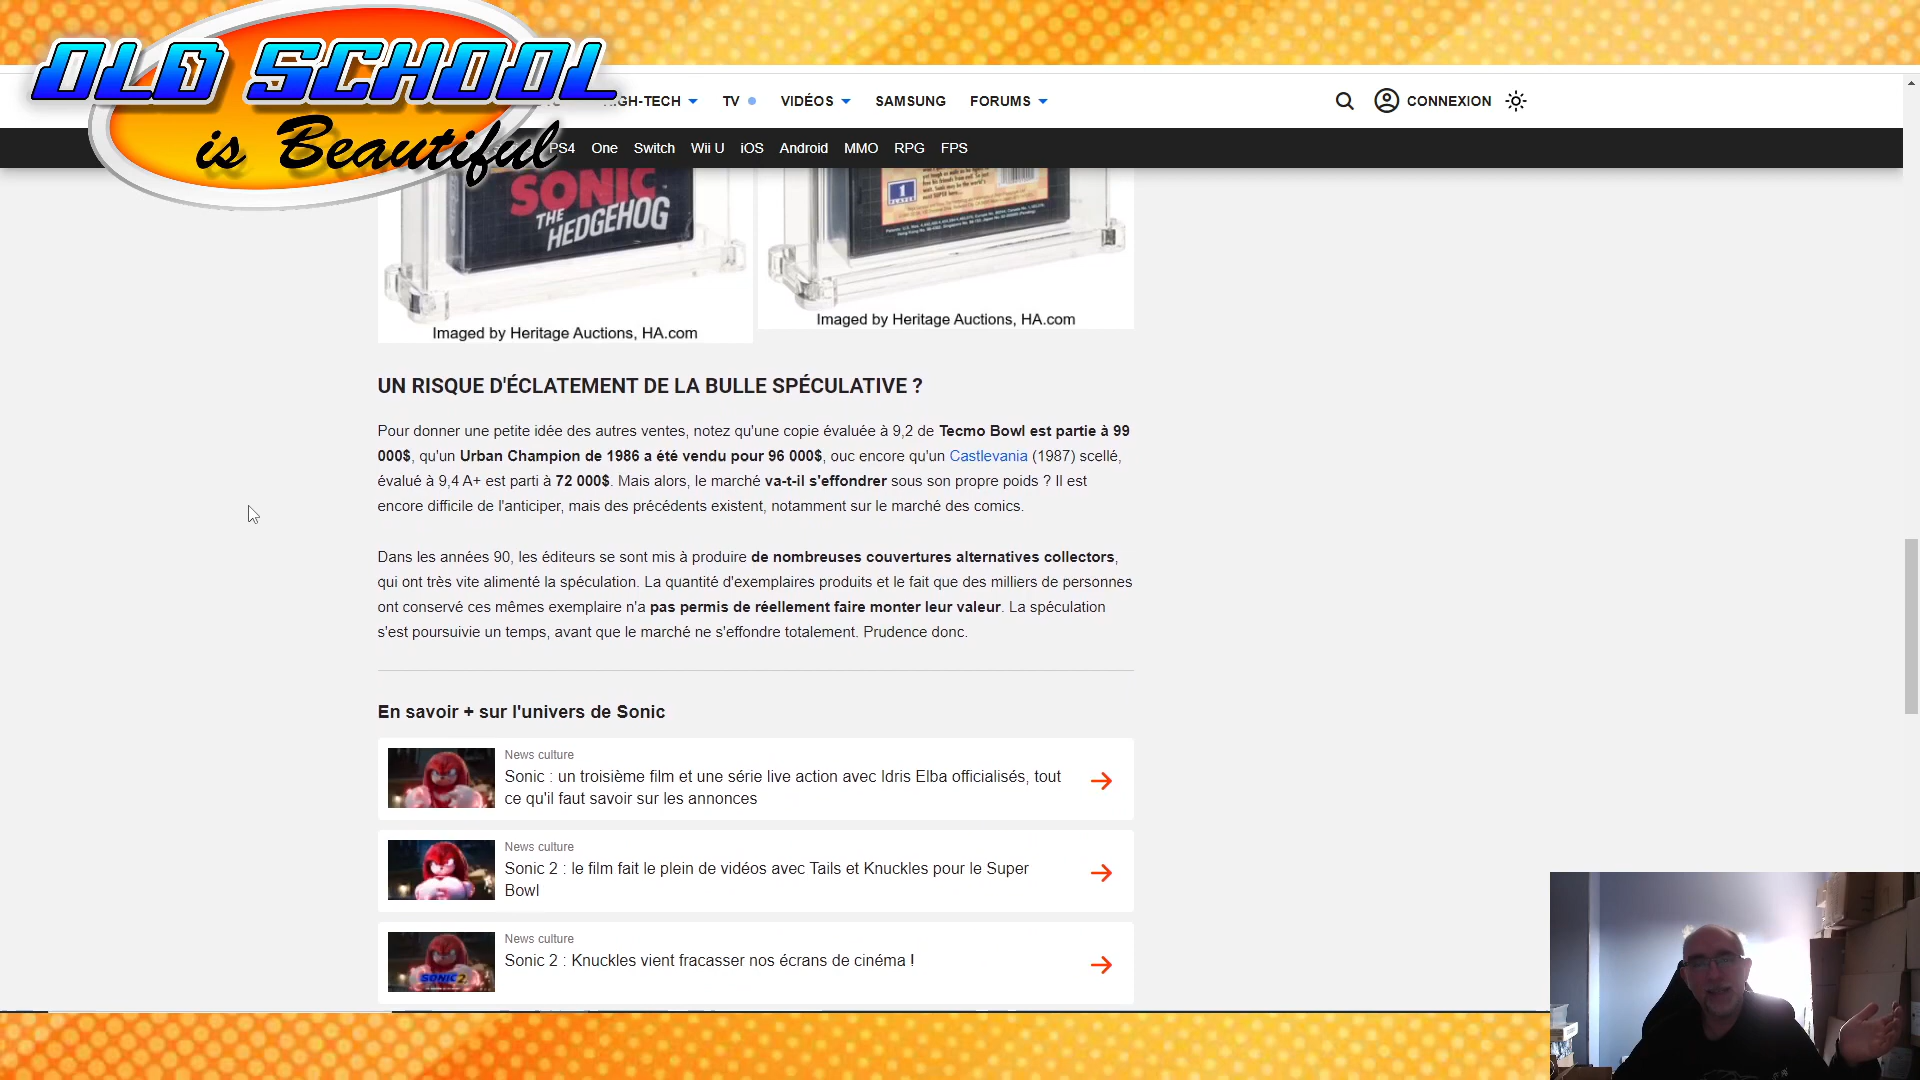 OLD SCHOOL
is Beautiful
HIGH-TECH
TV
VIDÉOS
SAMSUNG
FORUMS
CONNEXION
PS4
One
Switch
Wii U
iOS
Android
MMO
RPG
FPS
SONIC
THE
HEDGEHOG
1
PLAYER
Imaged by Heritage Auctions, HA.com
Imaged by Heritage Auctions, HA.com
UN RISQUE D'ÉCLATEMENT DE LA BULLE SPÉCULATIVE ?
Pour donner une petite idée des autres ventes, notez qu'une copie évaluée à 9,2 de Tecmo Bowl est partie à 99
000$, qu'un Urban Champion de 1986 a été vendu pour 96 000$, ouc encore qu'un Castlevania (1987) scellé,
évalué à 9,4 A+ est parti à 72 000$. Mais alors, le marché va-t-il s'effondrer sous son propre poids ? Il est
encore difficile de l'anticiper, mais des précédents existent, notamment sur le marché des comics.
Dans les années 90, les éditeurs se sont mis à produire de nombreuses couvertures alternatives collectors,
qui ont très vite alimenté la spéculation. La quantité d'exemplaires produits et le fait que des milliers de personnes
ont conservé ces mêmes exemplaire n'a pas permis de réellement faire monter leur valeur. La spéculation
s'est poursuivie un temps, avant que le marché ne s'effondre totalement. Prudence donc.
En savoir + sur l'univers de Sonic
News culture
Sonic : un troisième film et une série live action avec Idris Elba officialisés, tout
ce qu'il faut savoir sur les annonces
News culture
Sonic 2 : le film fait le plein de vidéos avec Tails et Knuckles pour le Super
Bowl
News culture
Sonic 2 : Knuckles vient fracasser nos écrans de cinéma !
SONIC 2